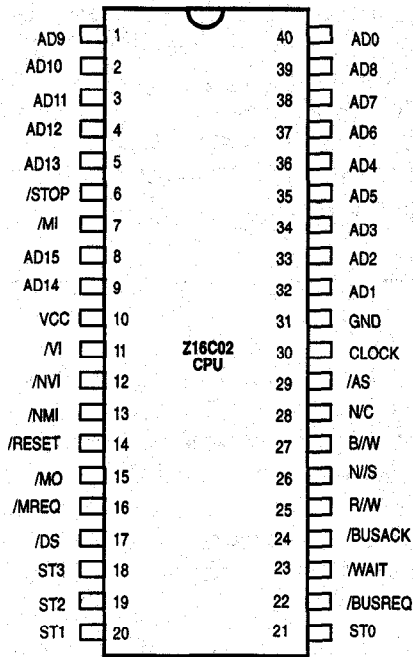 AD9 1 40 AD0
AD10 2 39 AD8
AD11 3 38 AD7
AD12 4 37 AD6
AD13 5 36 AD4
/STOP 6 35 AD5
/MI 7 34 AD3
AD15 8 33 AD2
AD14 9 32 AD1
VCC 10 31 GND
/VI 11 Z16C02 30 CLOCK
CPU
/NVI 12 29 /AS
/NMI 13 28 N/C
/RESET 14 27 B//W
/MO 15 26 N//S
/MREQ 16 25 R//W
/DS 17 24 /BUSACK
ST3 18 23 /WAIT
ST2 19 22 /BUSREQ
ST1 20 21 ST0